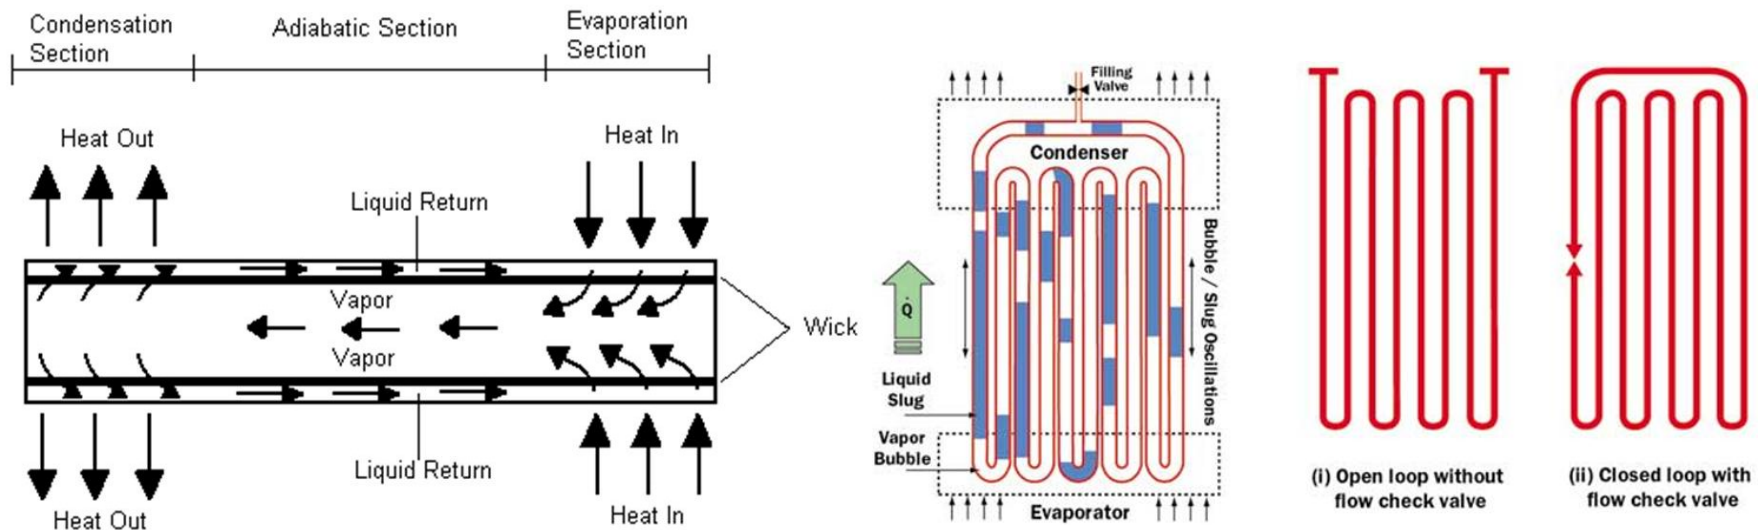 Condensation
Section
Adiabatic Section
Evaporation
Section
Heat Out
Heat In
Liquid Return
Vapor
Vapor
Wick
Liquid Return
Heat Out
Heat In
Filling
Valve
Condenser
Q̇
Bubble / Slug Oscillations
Liquid
Slug
Vapor
Bubble
Evaporator
(i) Open loop without
flow check valve
(ii) Closed loop with
flow check valve